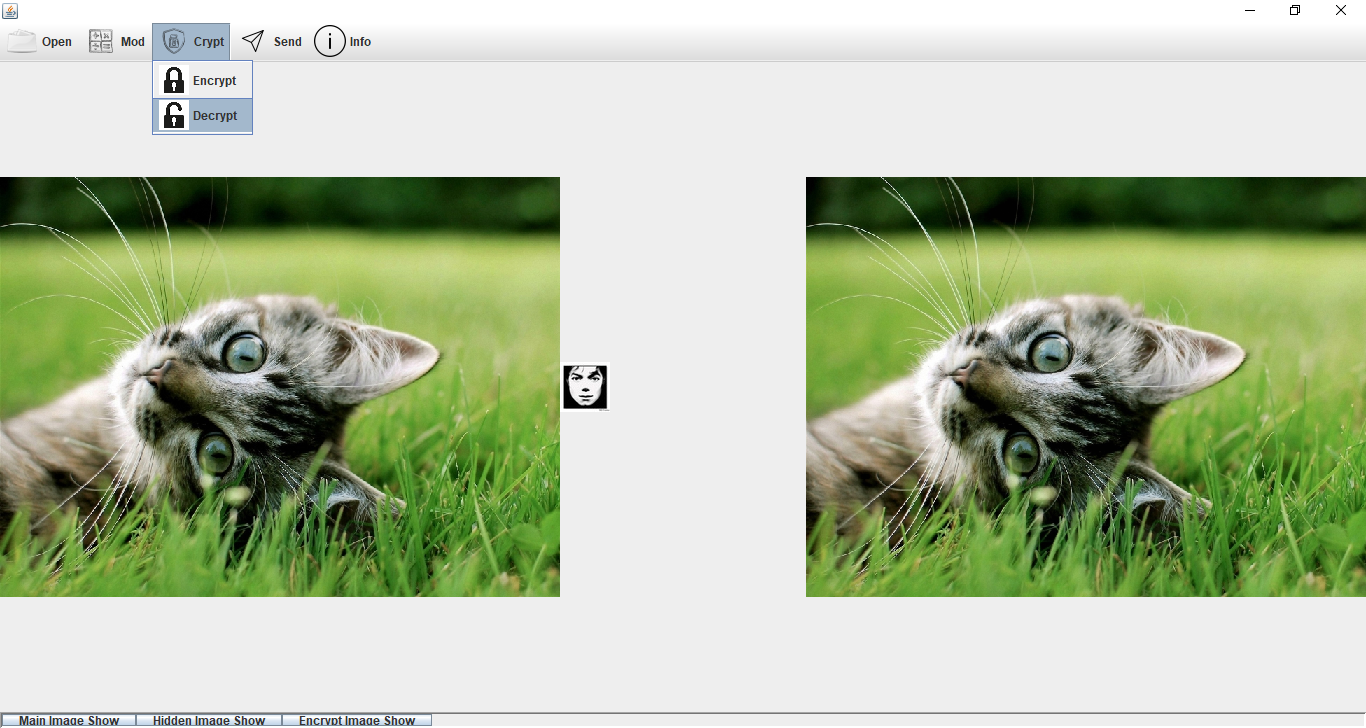 Open Mod Crypt Send Info
Encrypt
Decrypt
Main Image Show Hidden Image Show Encrypt Image Show